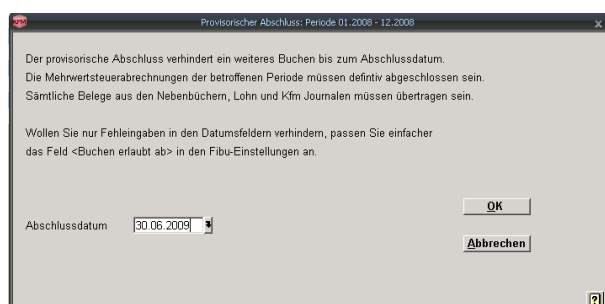 KFM
Provisorischer Abschluss: Periode 01.2008 - 12.2008
x
Der provisorische Abschluss verhindert ein weiteres Buchen bis zum Abschlussdatum.
Die Mehrwertsteuerabrechnungen der betroffenen Periode müssen defintiv abgeschlossen sein.
Sämtliche Belege aus den Nebenbüchern, Lohn und Kfm Journalen müssen übertragen sein.
Wollen Sie nur Fehleingaben in den Datumsfeldern verhindern, passen Sie einfacher
das Feld <Buchen erlaubt ab> in den Fibu-Einstellungen an.
OK
Abschlussdatum 30.06.2009
Abbrechen
?